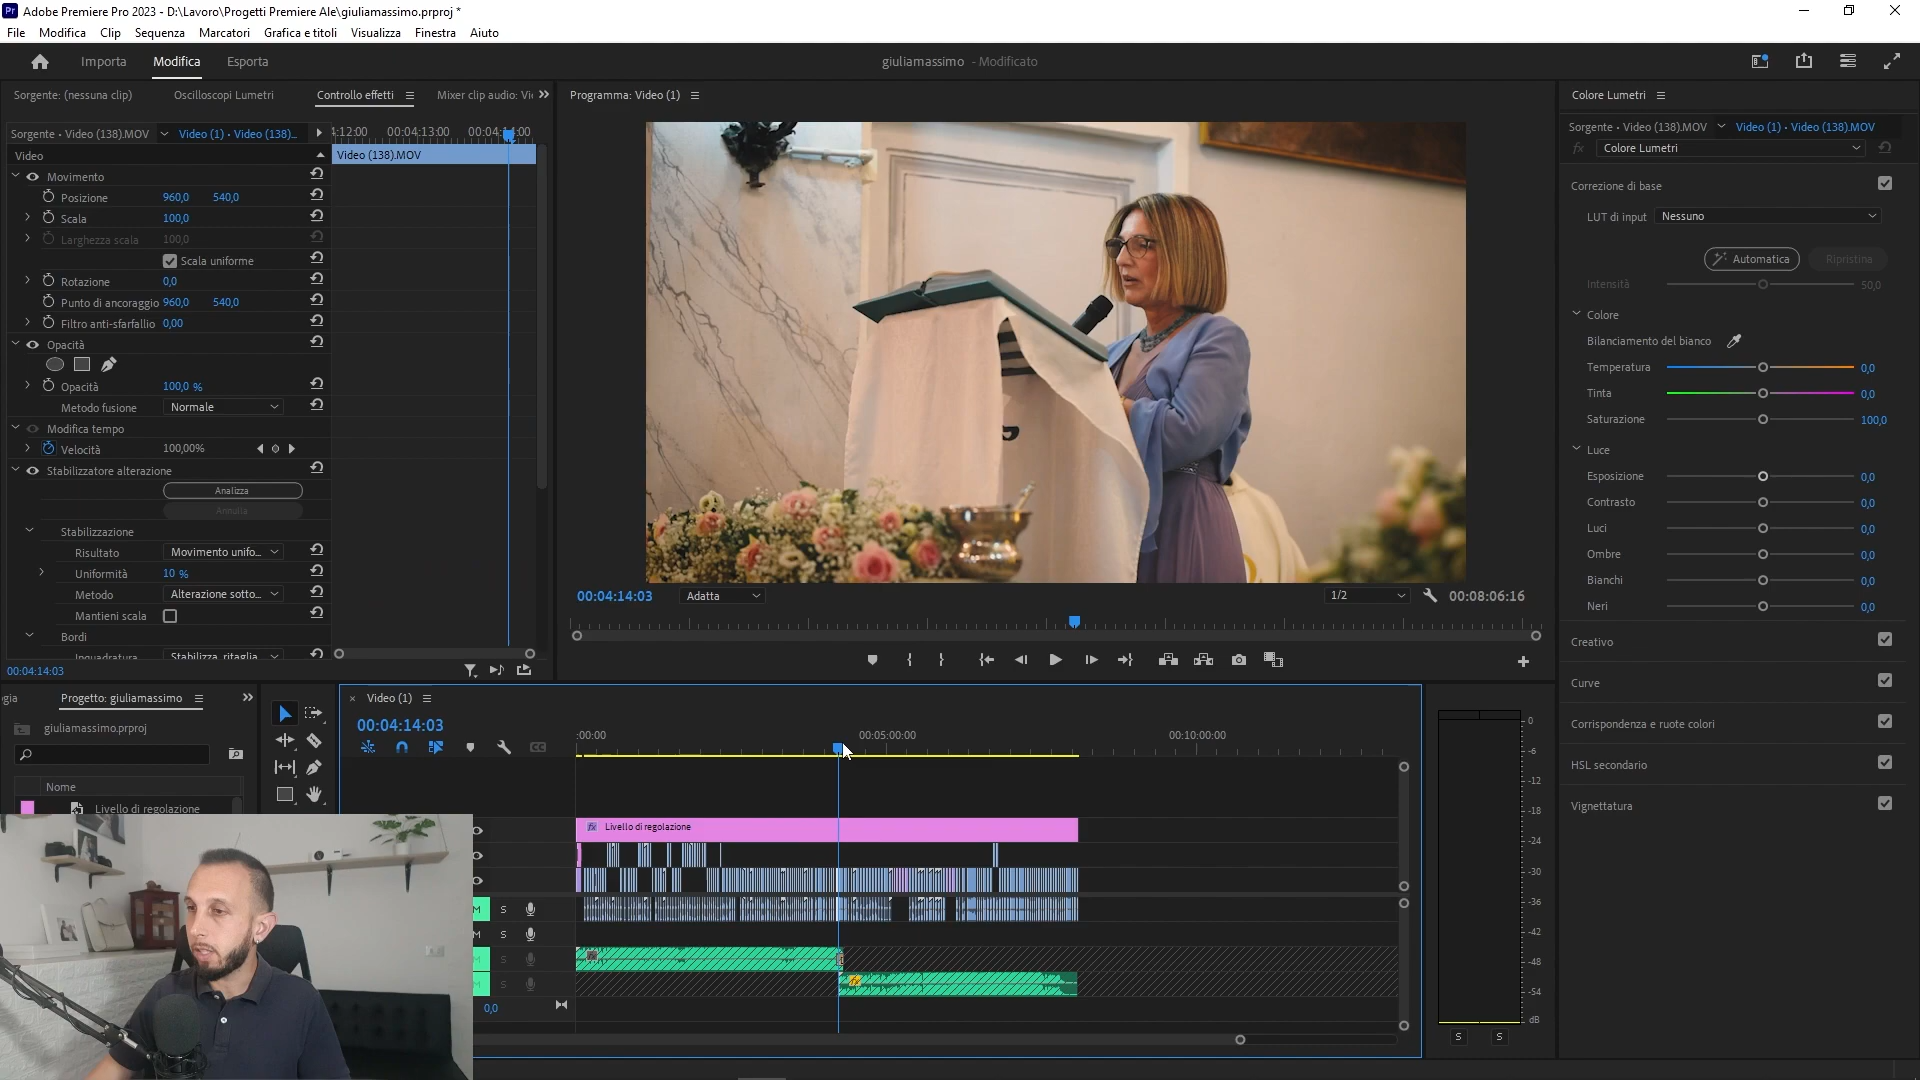 Adobe Premiere Pro 2023 - D:\Lavoro\Progetti Premiere Ale\giuliamassimo.prproj *
File Modifica Clip Sequenza Marcatori Grafica e titoli Visualizza Finestra Aiuto
Importa Modifica Esporta
giuliamassimo - Modificato
Sorgente: (nessuna clip) Oscilloscopi Lumetri Controllo effetti Mixer clip audio: Vi
Sorgente • Video (138).MOV Video (1) • Video (138)...
4:12:00 00:04:13:00 00:04:14:00
Video
Video (138).MOV
Movimento
Posizione 960,0 540,0
Scala 100,0
Larghezza scala 100,0
Scala uniforme
Rotazione 0,0
Punto di ancoraggio 960,0 540,0
Filtro anti-sfarfallio 0,00
Opacità
Opacità 100,0 %
Metodo fusione Normale
Modifica tempo
Velocità 100,00%
Stabilizzatore alterazione
Analizza
Annulla
Stabilizzazione
Risultato Movimento unifo...
Uniformità 10 %
Metodo Alterazione sotto...
Mantieni scala
Bordi
Inquadratura Stabilizza, ritaglia
00:04:14:03
Programma: Video (1)
00:04:14:03 Adatta 1/2 00:08:06:16
Colore Lumetri
Sorgente • Video (138).MOV Video (1) • Video (138).MOV
fx Colore Lumetri
Correzione di base
LUT di input Nessuno
Automatica Ripristina
Intensità 50,0
Colore
Bilanciamento del bianco
Temperatura 0,0
Tinta 0,0
Saturazione 100,0
Luce
Esposizione 0,0
Contrasto 0,0
Luci 0,0
Ombre 0,0
Bianchi 0,0
Neri 0,0
Creativo
Curve
Corrispondenza e ruote colori
HSL secondario
Vignettatura
gia Progetto: giuliamassimo
giuliamassimo.prproj
Nome
Livello di regolazione
Video (1)
00:04:14:03
:00:00 00:05:00:00 00:10:00:00
fx Livello di regolazione
M S
M S
M S
M S
0,0
0
-6
-12
-18
-24
-30
-36
-42
-48
-54
dB
S S